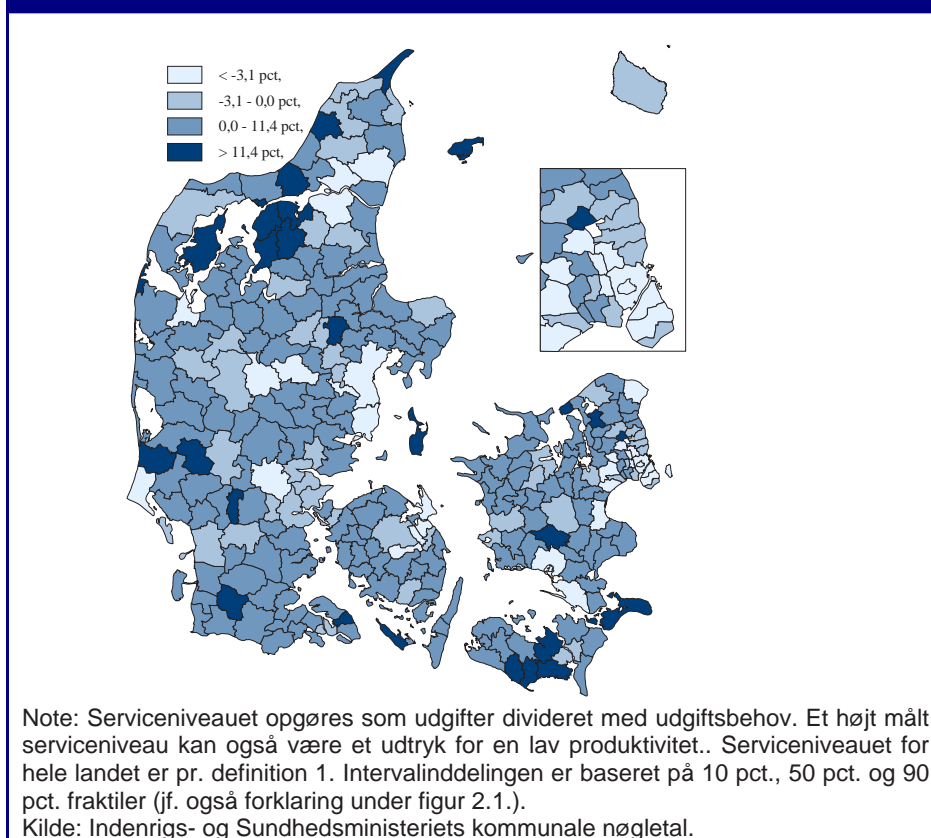 < -3,1 pct,
-3,1 - 0,0 pct,
0,0 - 11,4 pct,
> 11,4 pct,
Note: Serviceniveauet opgøres som udgifter divideret med udgiftsbehov. Et højt målt
serviceniveau kan også være et udtryk for en lav produktivitet.. Serviceniveauet for
hele landet er pr. definition 1. Intervalinddelingen er baseret på 10 pct., 50 pct. og 90
pct. fraktiler (jf. også forklaring under figur 2.1.).
Kilde: Indenrigs- og Sundhedsministeriets kommunale nøgletal.